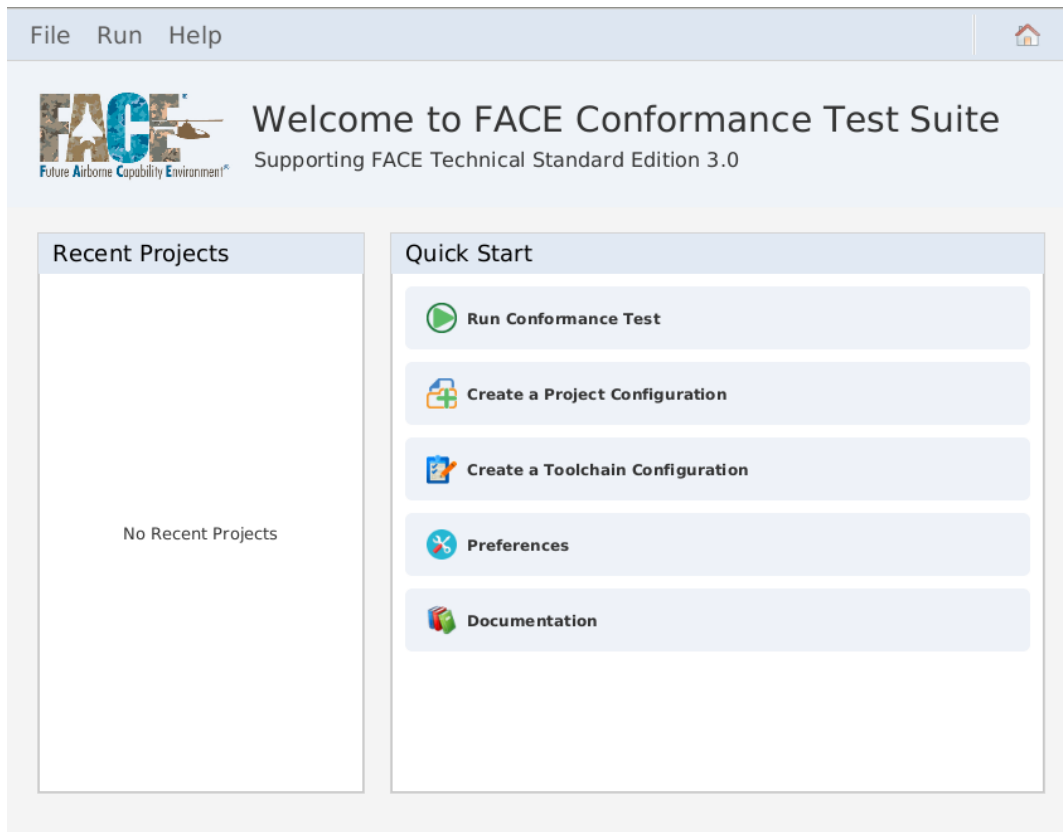 File Run Help
FACE
Future Airborne Capability Environment®
Welcome to FACE Conformance Test Suite
Supporting FACE Technical Standard Edition 3.0
Recent Projects
No Recent Projects
Quick Start
Run Conformance Test
Create a Project Configuration
Create a Toolchain Configuration
Preferences
Documentation